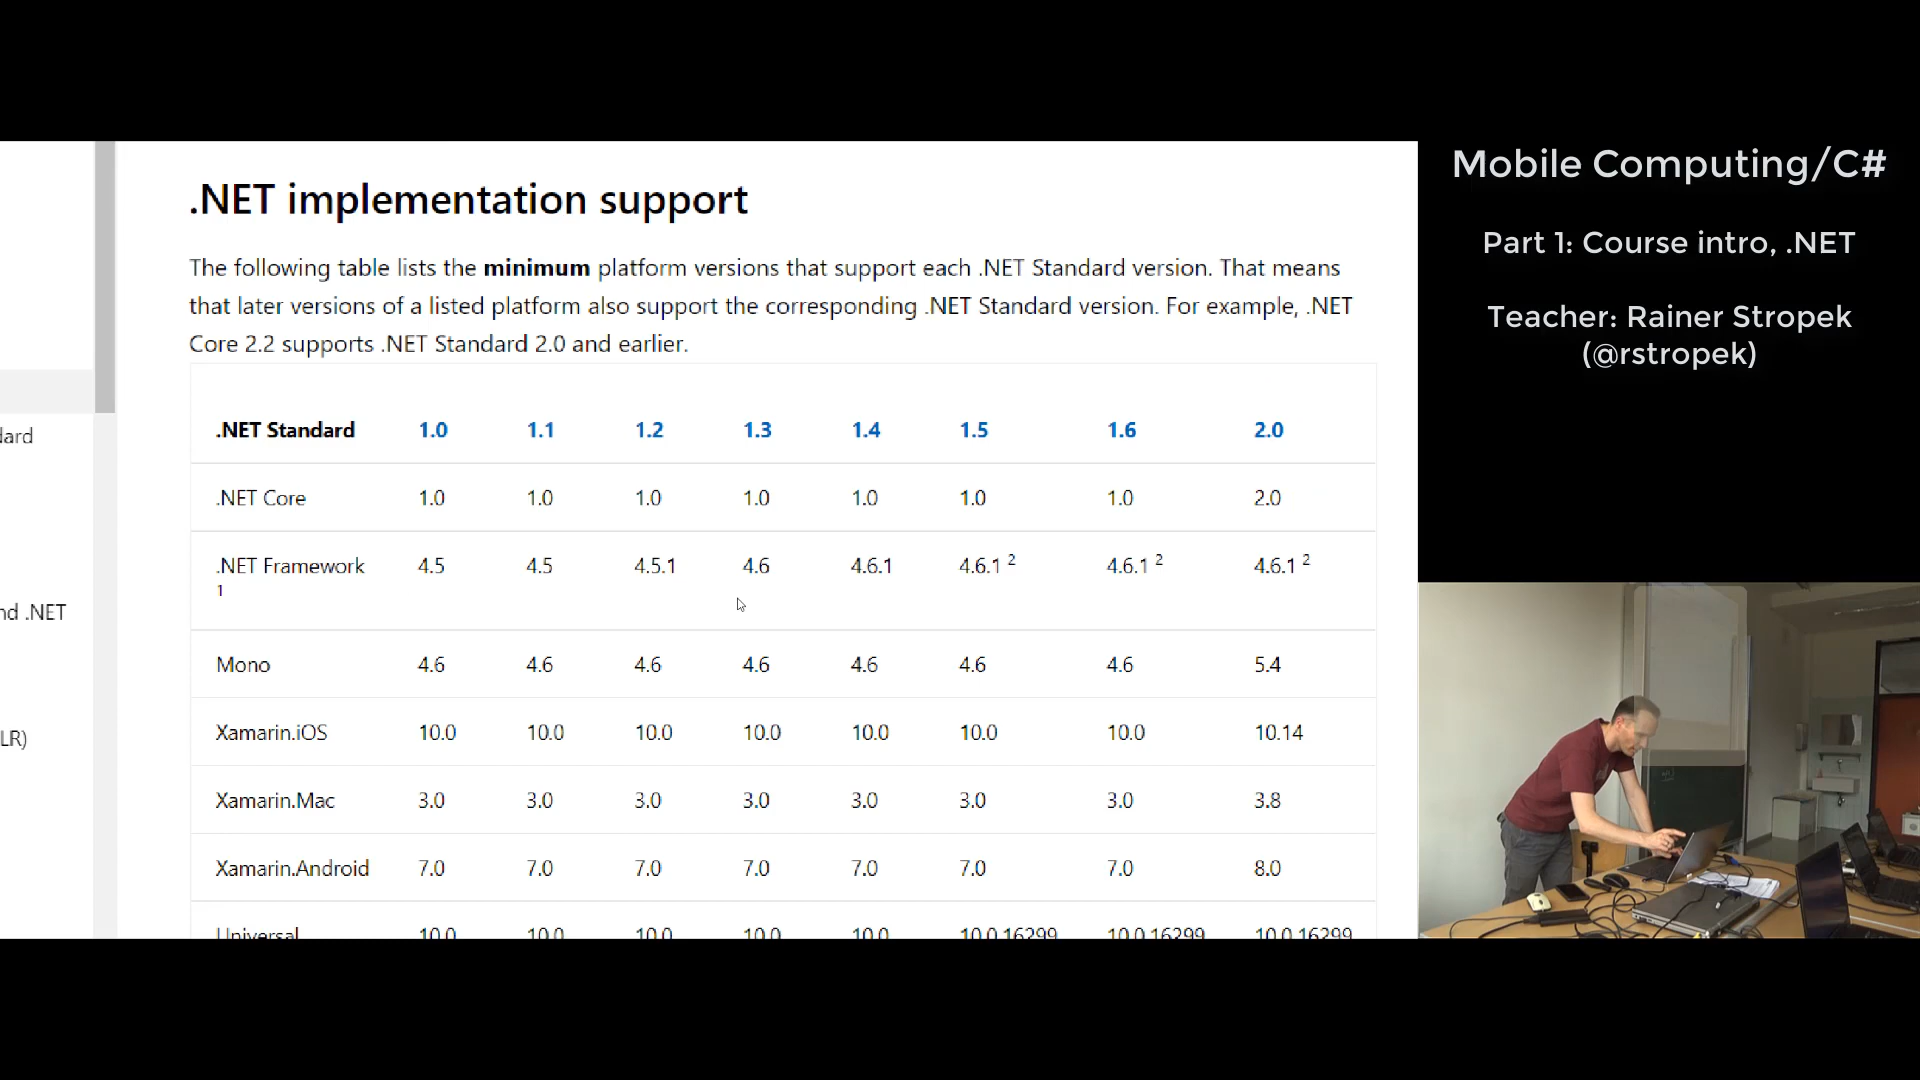 .NET implementation support
The following table lists the minimum platform versions that support each .NET Standard version. That means
that later versions of a listed platform also support the corresponding .NET Standard version. For example, .NET
Core 2.2 supports .NET Standard 2.0 and earlier.
.NET Standard 1.0 1.1 1.2 1.3 1.4 1.5 1.6 2.0
.NET Core 1.0 1.0 1.0 1.0 1.0 1.0 1.0 2.0
.NET Framework 4.5 4.5 4.5.1 4.6 4.6.1 4.6.1 2 4.6.1 2 4.6.1 2
1
Mono 4.6 4.6 4.6 4.6 4.6 4.6 4.6 5.4
Xamarin.iOS 10.0 10.0 10.0 10.0 10.0 10.0 10.0 10.14
Xamarin.Mac 3.0 3.0 3.0 3.0 3.0 3.0 3.0 3.8
Xamarin.Android 7.0 7.0 7.0 7.0 7.0 7.0 7.0 8.0
Universal 10.0 10.0 10.0 10.0 10.0 10.0.16299 10.0.16299 10.0.16299
dard
nd .NET
LR)
Mobile Computing/C#
Part 1: Course intro, .NET
Teacher: Rainer Stropek
(@rstropek)